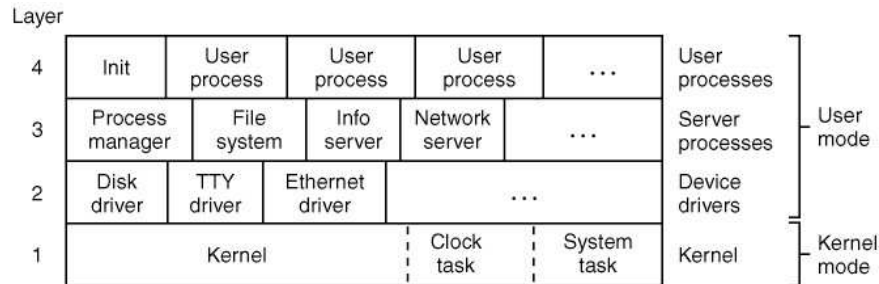 Layer
4 Init User process User process User process ... User processes
3 Process manager File system Info server Network server ... Server processes
User mode
2 Disk driver TTY driver Ethernet driver ... Device drivers
1 Kernel Clock task System task Kernel
Kernel mode